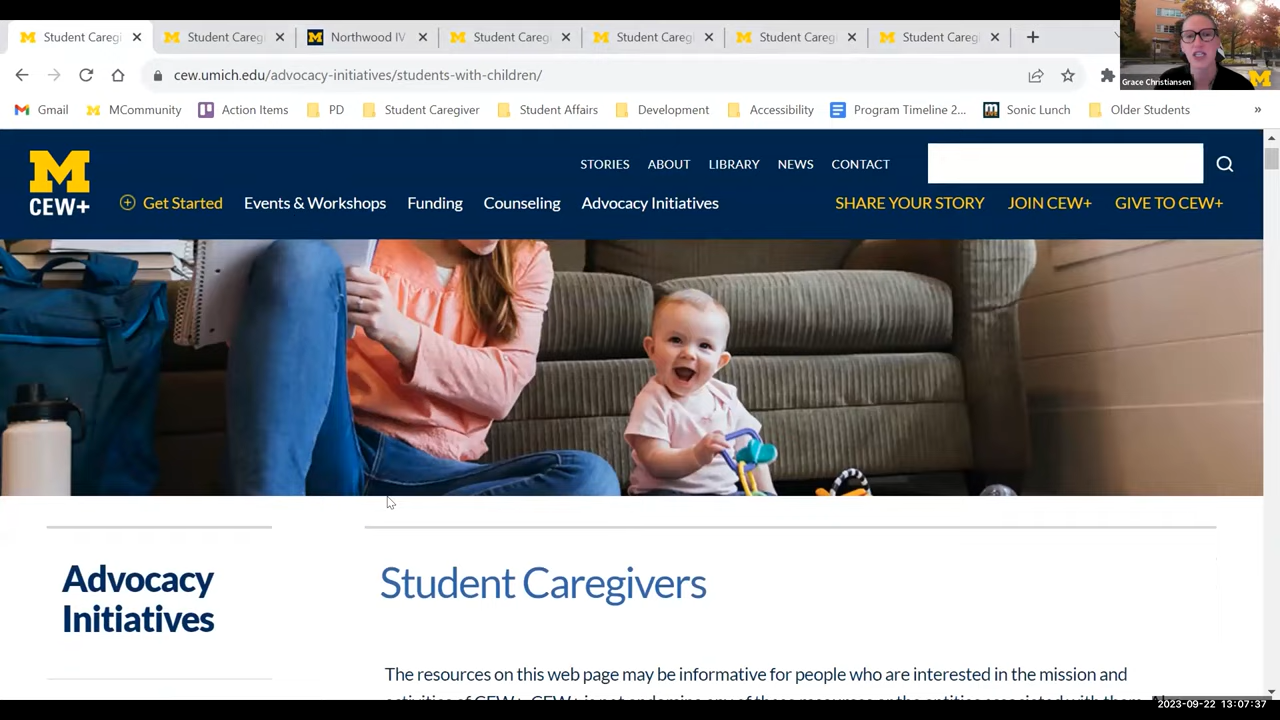 Student Caregi
Student Caregi
Northwood IV
Student Caregi
Student Caregi
Student Caregi
Student Caregi
Grace Christiansen
cew.umich.edu/advocacy-initiatives/students-with-children/
Gmail
MCommunity
Action Items
PD
Student Caregiver
Student Affairs
Development
Accessibility
Program Timeline 2...
Sonic Lunch
Older Students
»
M
CEW+
STORIES
ABOUT
LIBRARY
NEWS
CONTACT
Get Started
Events & Workshops
Funding
Counseling
Advocacy Initiatives
SHARE YOUR STORY
JOIN CEW+
GIVE TO CEW+
Advocacy
Initiatives
Student Caregivers
The resources on this web page may be informative for people who are interested in the mission and
2023-09-22 13:07:37